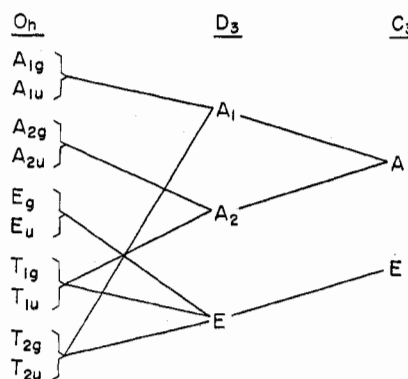 Oh D3 C3
A1g
A1u
A1
A2g
A2u
A
A2
Eg
Eu
T1g
T1u
E
E
T2g
T2u